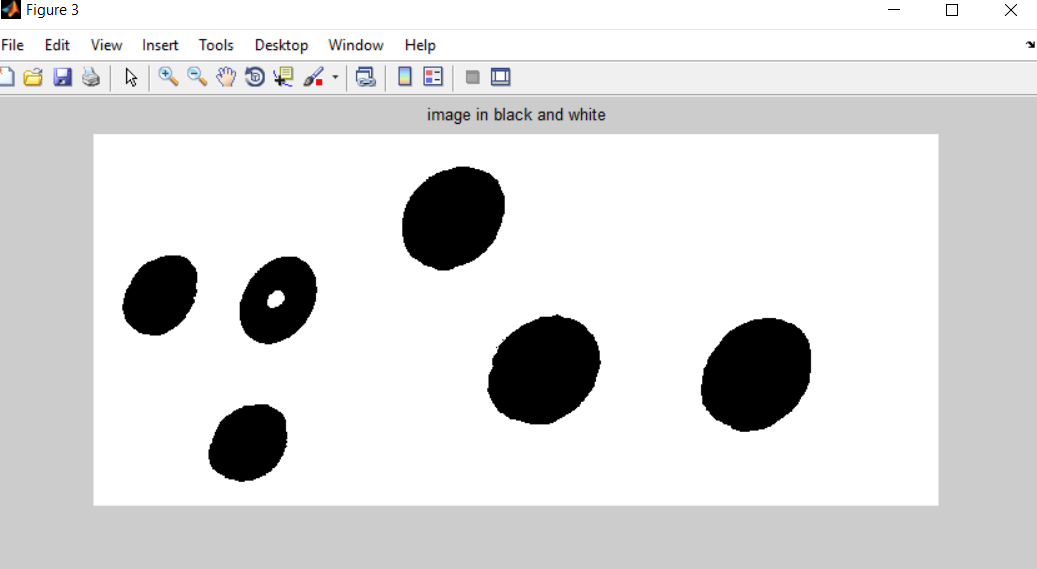 Figure 3
File Edit View Insert Tools Desktop Window Help
image in black and white